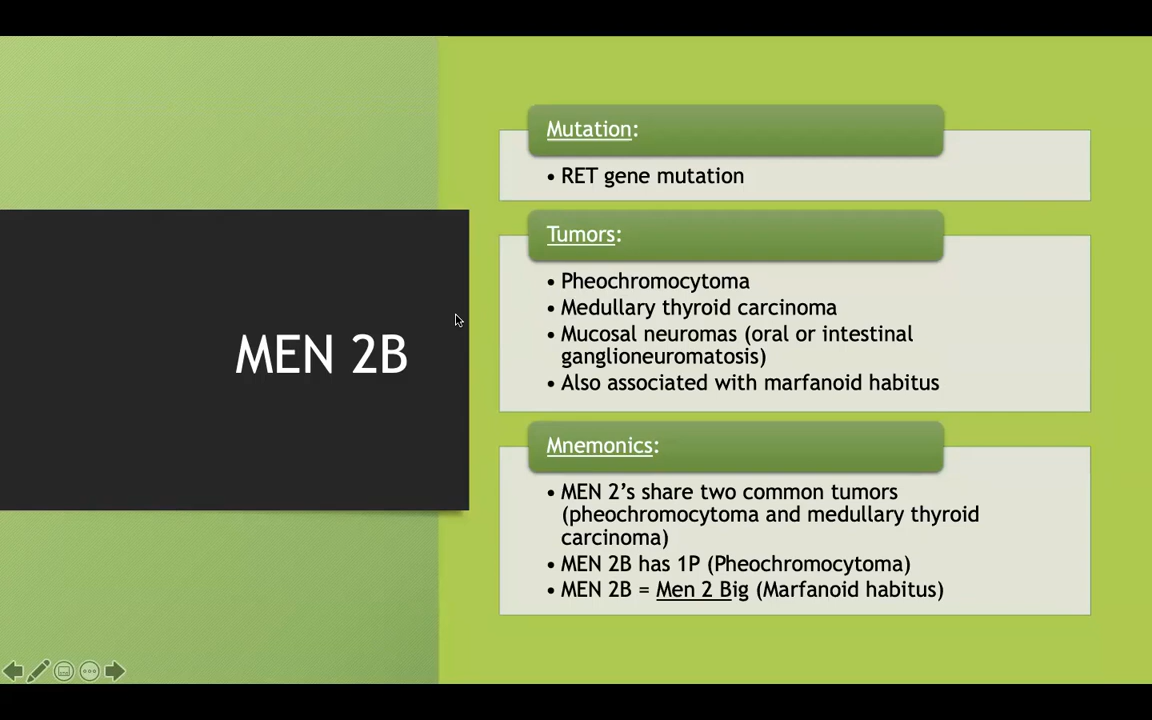 MEN 2B
Mutation:
• RET gene mutation
Tumors:
• Pheochromocytoma
• Medullary thyroid carcinoma
• Mucosal neuromas (oral or intestinal
ganglioneuromatosis)
• Also associated with marfanoid habitus
Mnemonics:
• MEN 2’s share two common tumors
(pheochromocytoma and medullary thyroid
carcinoma)
• MEN 2B has 1P (Pheochromocytoma)
• MEN 2B = Men 2 Big (Marfanoid habitus)